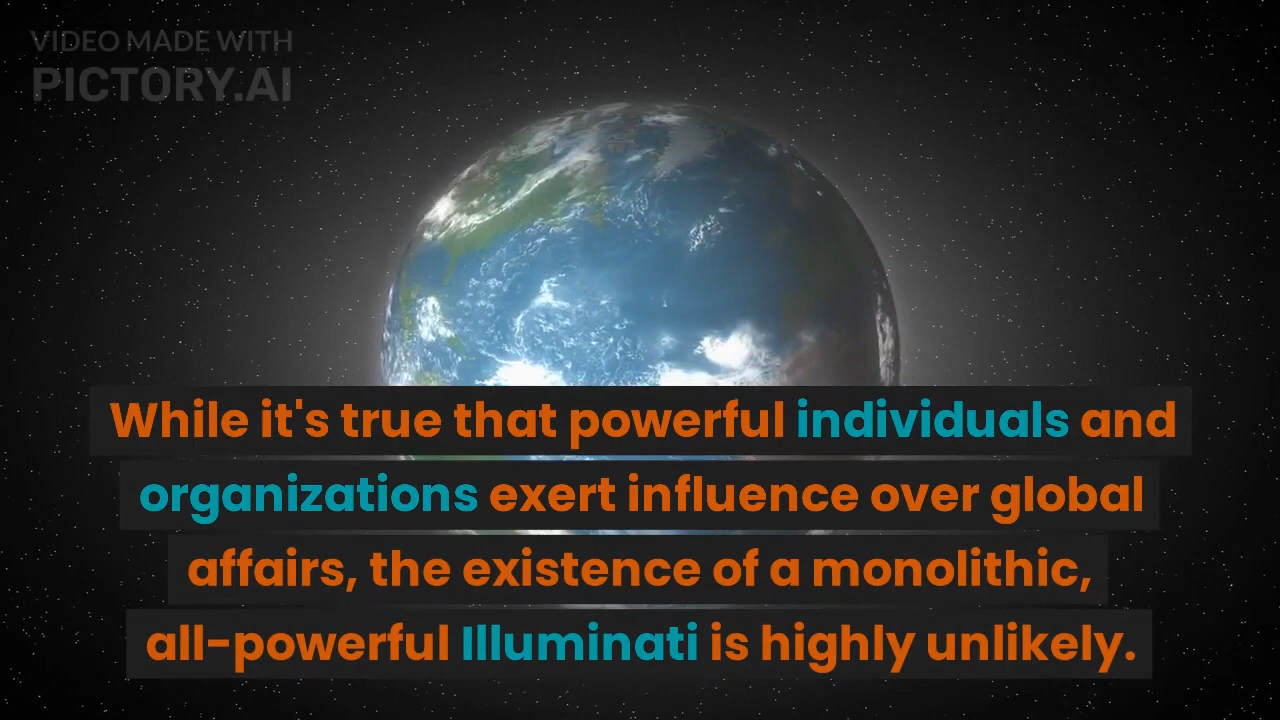 VIDEO MADE WITH
PICTORY.AI
While it's true that powerful individuals and
organizations exert influence over global
affairs, the existence of a monolithic,
all-powerful Illuminati is highly unlikely.